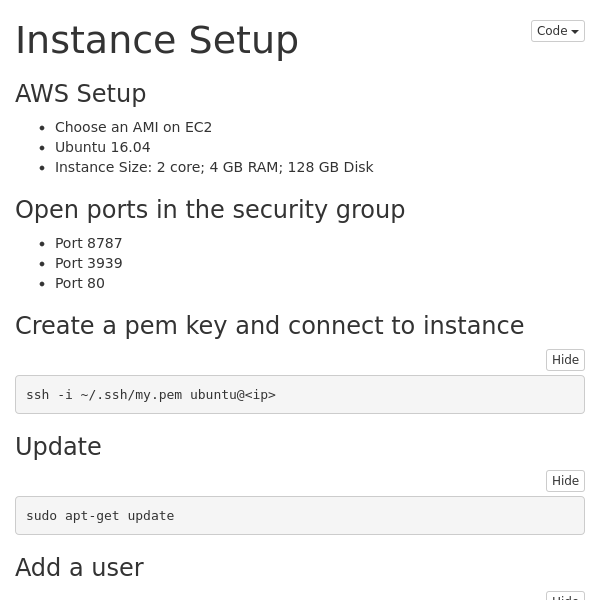 Instance Setup
Code
AWS Setup
Choose an AMI on EC2
Ubuntu 16.04
Instance Size: 2 core; 4 GB RAM; 128 GB Disk
Open ports in the security group
Port 8787
Port 3939
Port 80
Create a pem key and connect to instance
Hide
ssh -i ~/.ssh/my.pem ubuntu@<ip>
Update
Hide
sudo apt-get update
Add a user
Hide